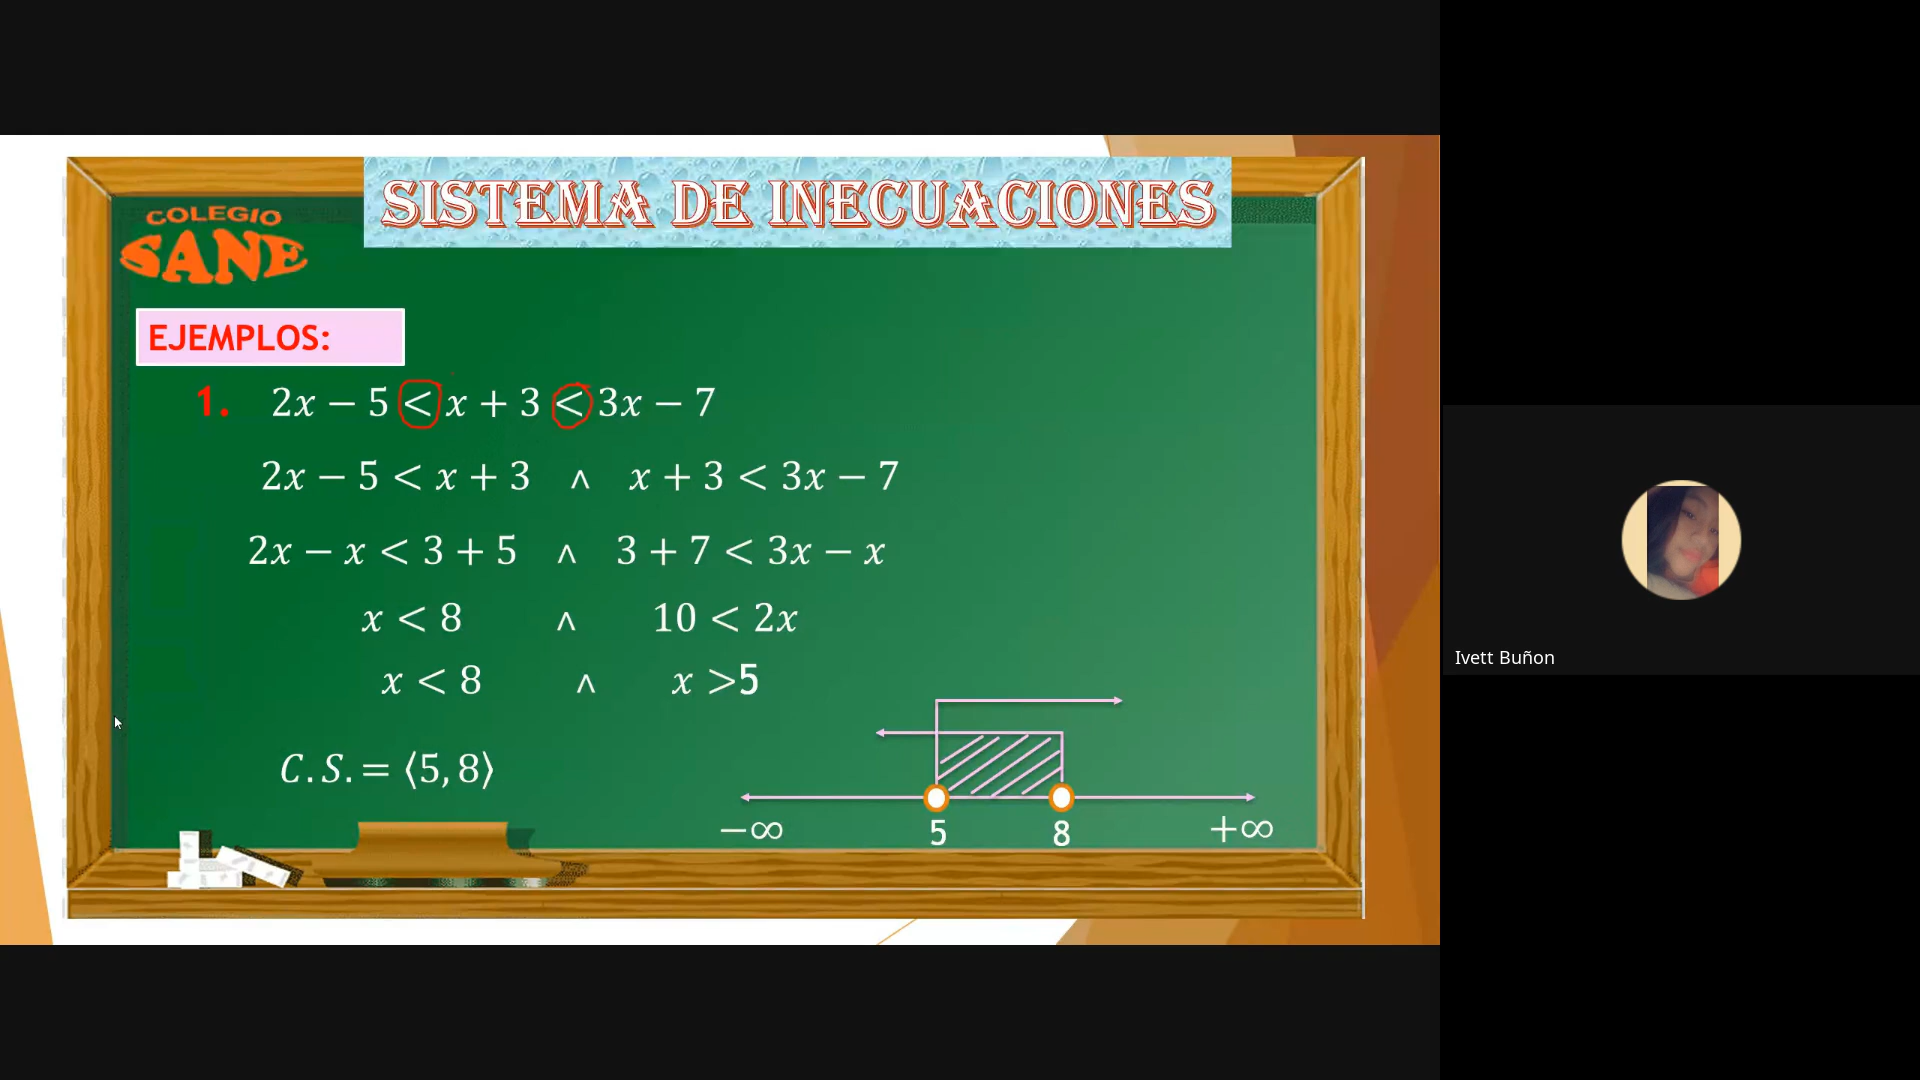 SISTEMA DE INECUACIONES
COLEGIO
SANE
EJEMPLOS:
1. 2x − 5 < x + 3 < 3x − 7
2x − 5 < x + 3 ∧ x + 3 < 3x − 7
2x − x < 3 + 5 ∧ 3 + 7 < 3x − x
x < 8 ∧ 10 < 2x
x < 8 ∧ x >5
C.S.= ⟨5,8⟩
−∞ 5 8 +∞
Ivett Buñon